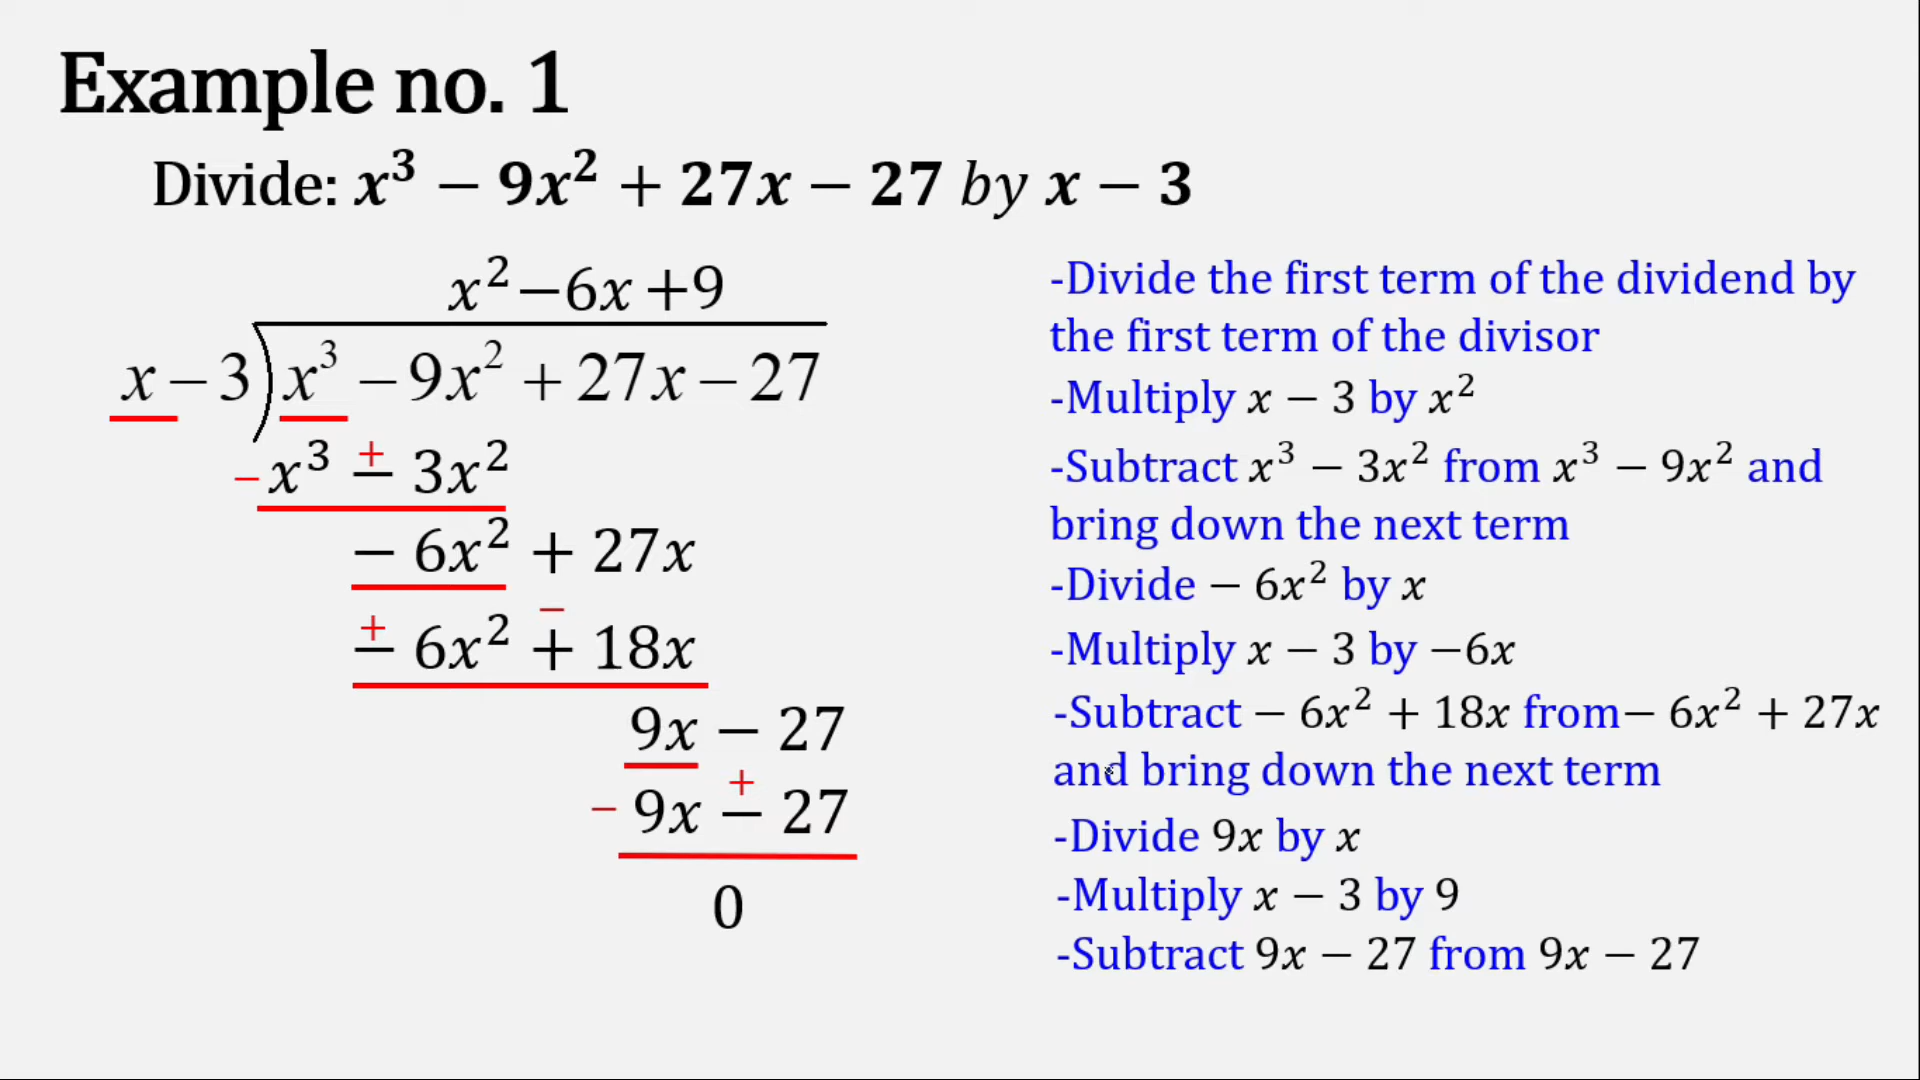 Example no. 1
Divide: x³ − 9x² + 27x − 27 by x − 3
x² −6x +9
x − 3 ) x³ − 9x² + 27x − 27
+
− x³ − 3x²
− 6x² + 27x
+ −
− 6x² + 18x
9x − 27
+
− 9x − 27
0
-Divide the first term of the dividend by
the first term of the divisor
-Multiply x − 3 by x²
-Subtract x³ − 3x² from x³ − 9x² and
bring down the next term
-Divide − 6x² by x
-Multiply x − 3 by −6x
-Subtract − 6x² + 18x from− 6x² + 27x
and bring down the next term
-Divide 9x by x
-Multiply x − 3 by 9
-Subtract 9x − 27 from 9x − 27